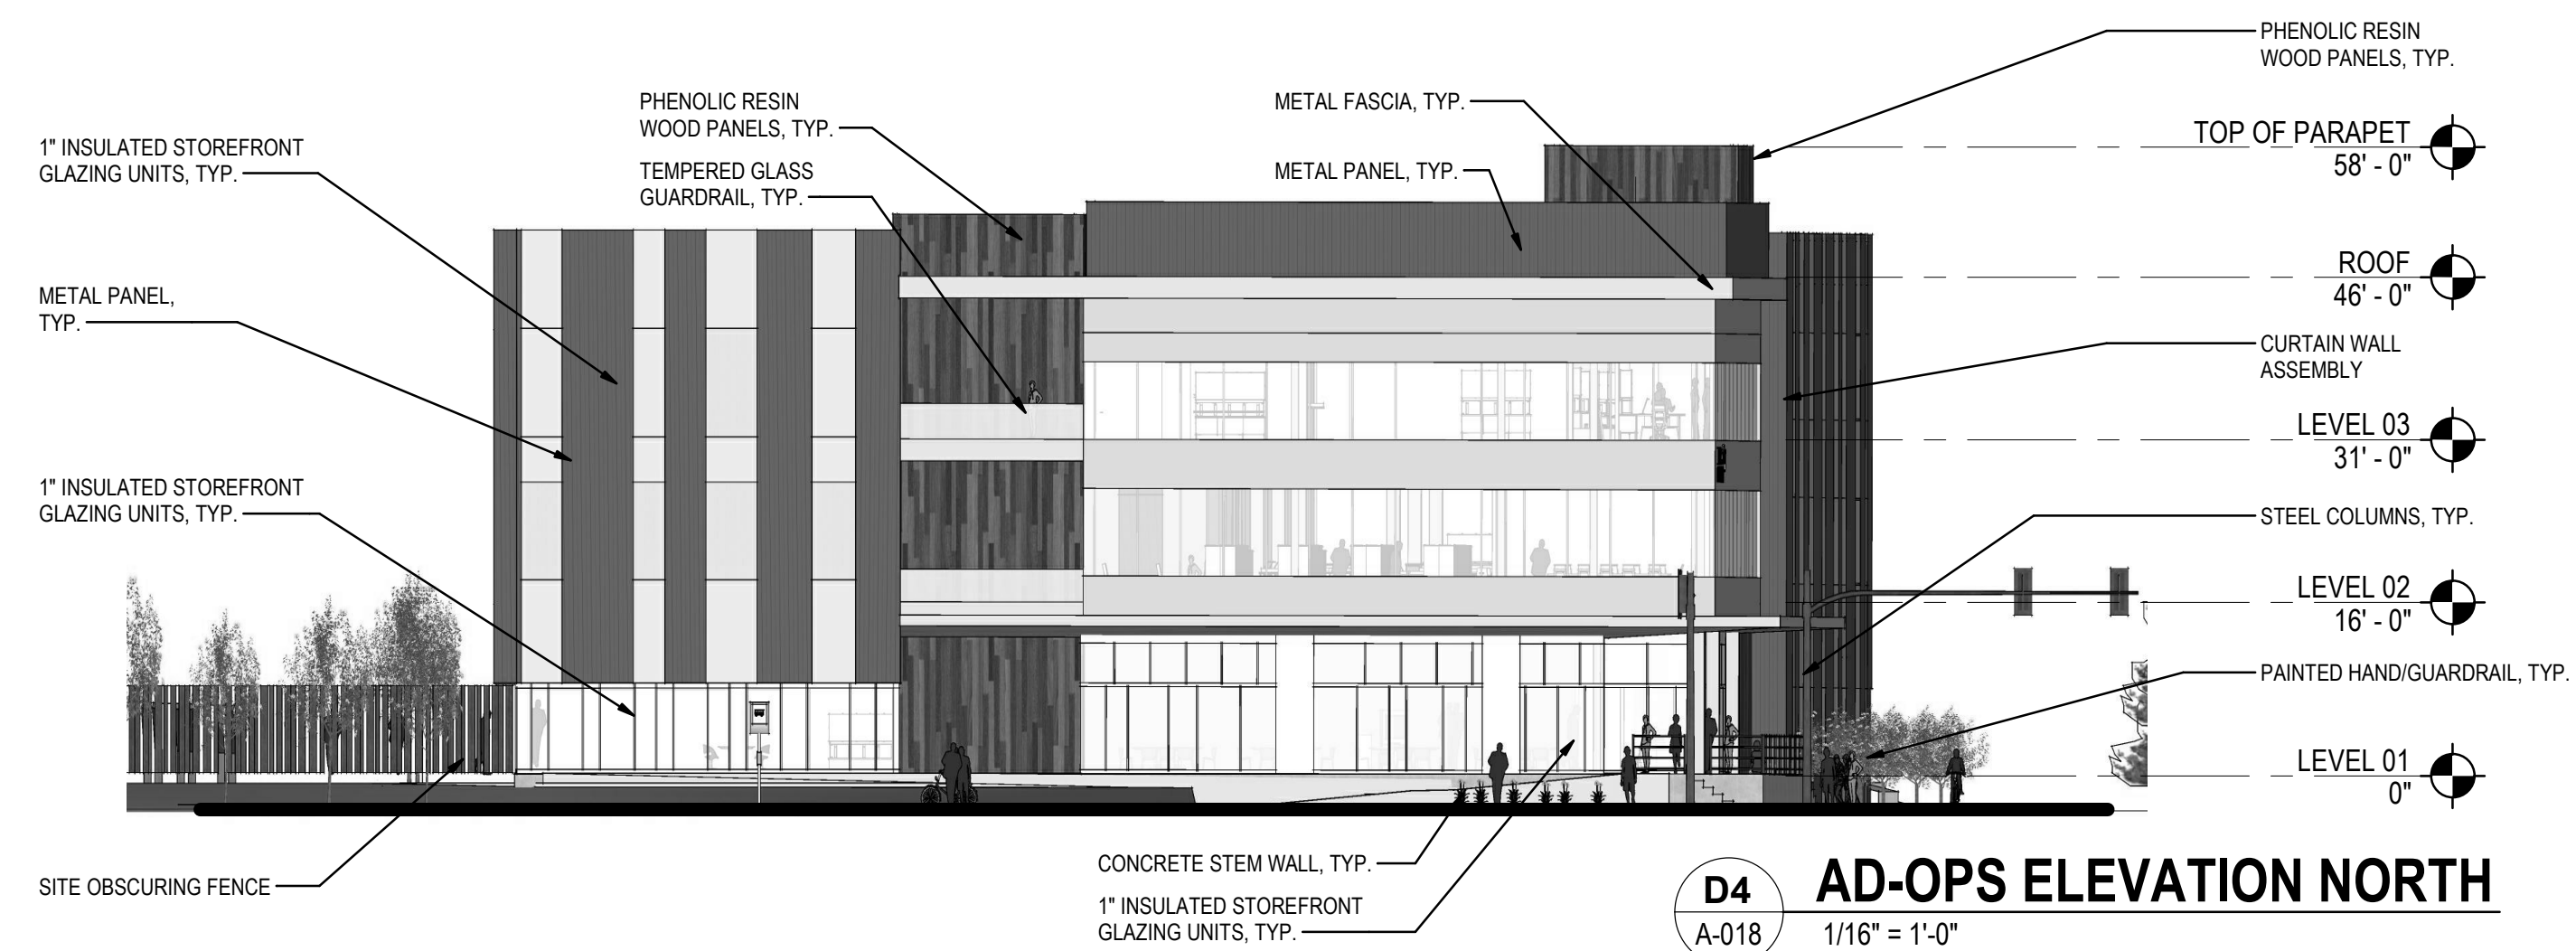 1" INSULATED STOREFRONT
GLAZING UNITS, TYP.
METAL PANEL,
TYP.
1" INSULATED STOREFRONT
GLAZING UNITS, TYP.
SITE OBSCURING FENCE
PHENOLIC RESIN
WOOD PANELS, TYP.
TEMPERED GLASS
GUARDRAIL, TYP.
METAL FASCIA, TYP.
METAL PANEL, TYP.
CONCRETE STEM WALL, TYP.
1" INSULATED STOREFRONT
GLAZING UNITS, TYP.
PHENOLIC RESIN
WOOD PANELS, TYP.
TOP OF PARAPET
58' - 0"
ROOF
46' - 0"
CURTAIN WALL
ASSEMBLY
LEVEL 03
31' - 0"
STEEL COLUMNS, TYP.
LEVEL 02
16' - 0"
PAINTED HAND/GUARDRAIL, TYP.
LEVEL 01
0"
D4
A-018
AD-OPS ELEVATION NORTH
1/16" = 1'-0"